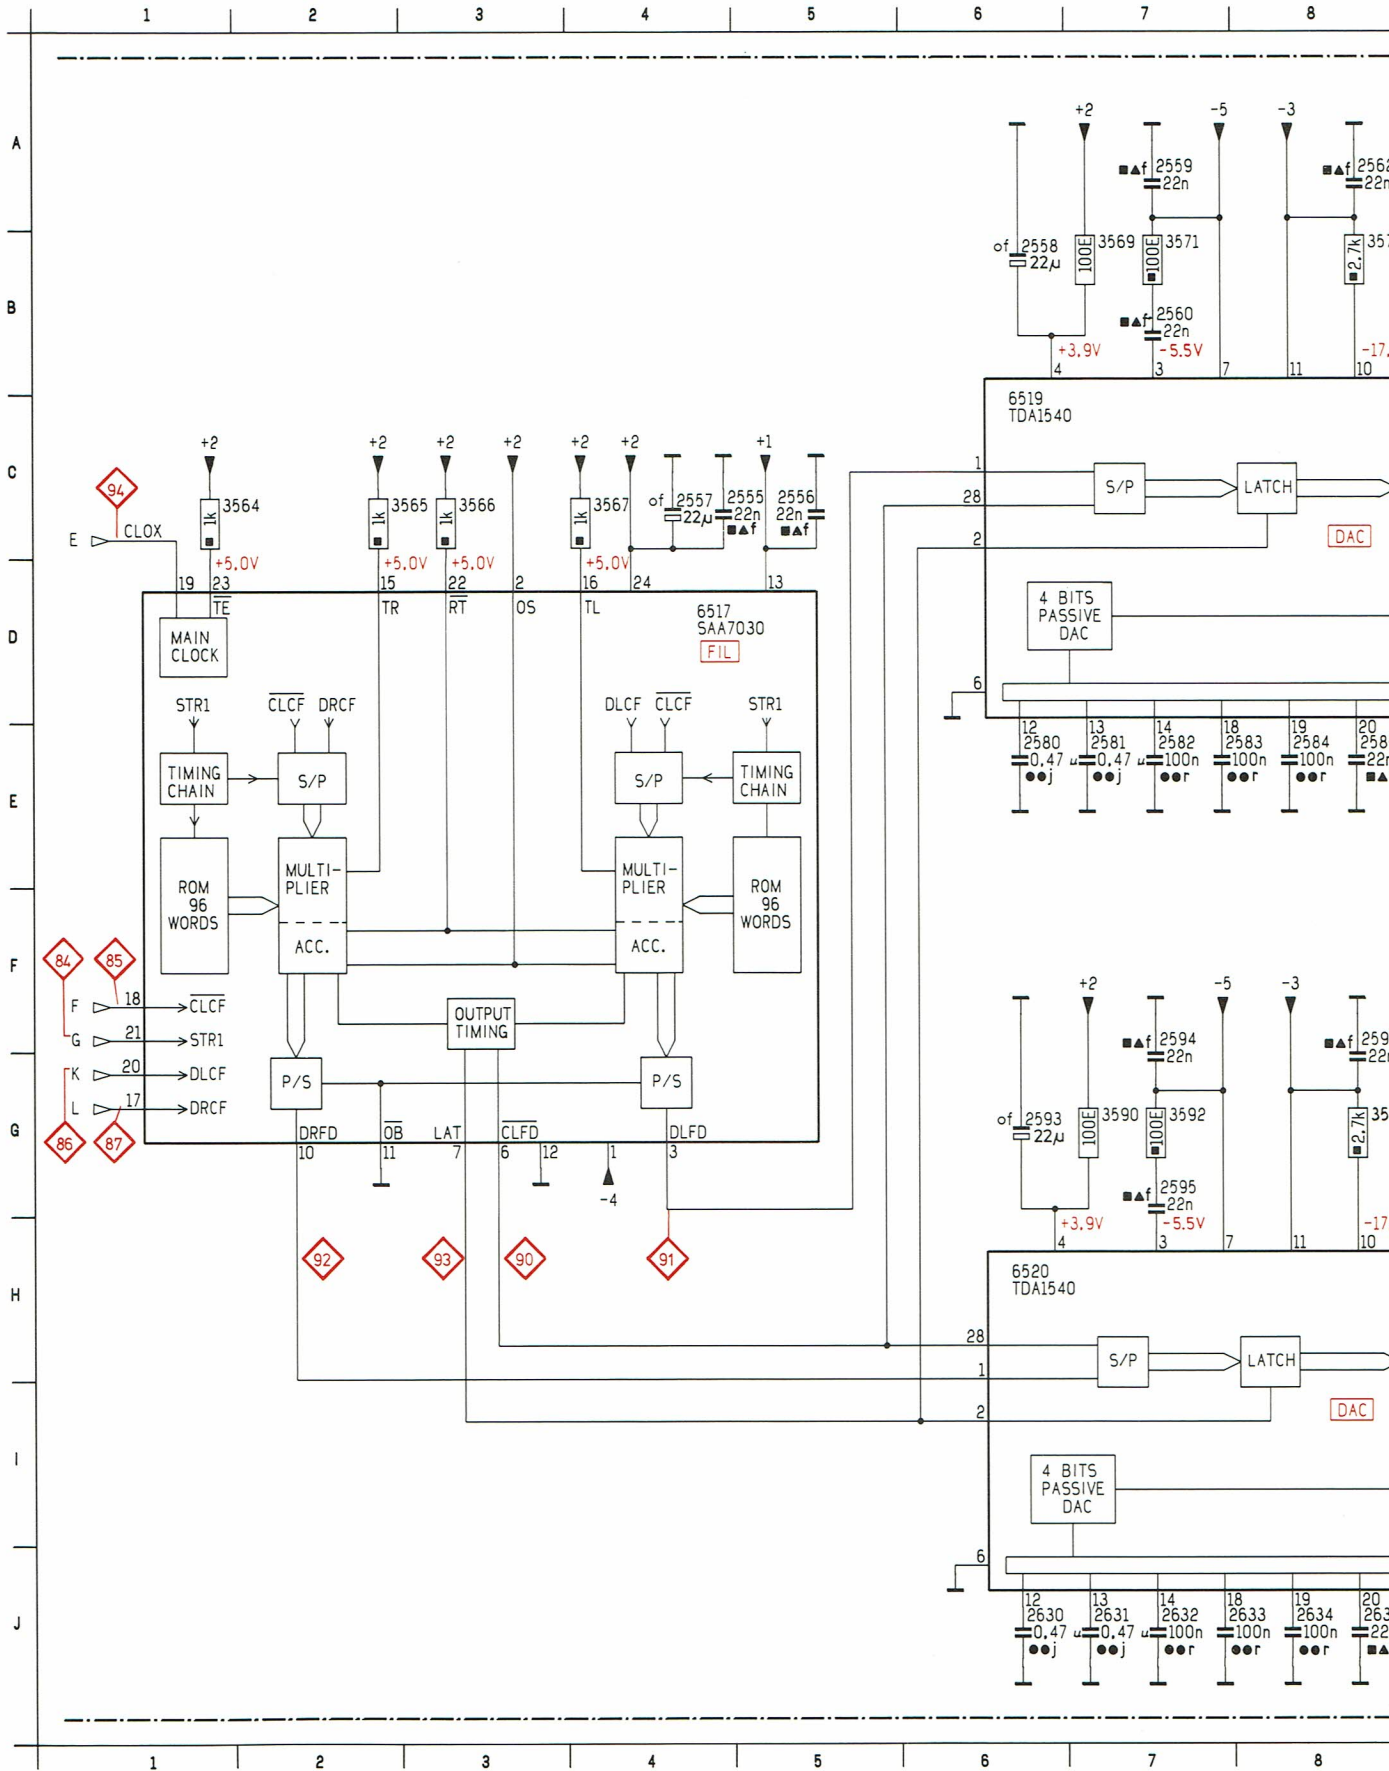 1 2 3 4 5 6 7 8
A
B
C
D
E
F
G
H
I
J
+2 -5 -3
■▲f 2559
22n
■▲f 2562
22n
of 2558
22μ
100E 3569
100E 3571
2.7k
■▲f 2560
22n
+3.9V -5.5V
4 3 7 11 10
6519
TDA1540
1
28
2
6
S/P
LATCH
DAC
4 BITS
PASSIVE
DAC
12 13 14 18 19 20
2580 2581 2582 2583 2584
0,47 μ 0,47 μ 100n 100n 100n
●●j ●●j ●●r ●●r ●●r
+2 +2 +2 +2 +2 +2 +1
94
E CLOX
1k 3564
1k 3565
1k 3566
1k 3567
of 2557
22μ
2555
22n
■▲f
2556
22n
■▲f
+5.0V +5.0V +5.0V +5.0V
19 23 15 22 2 16 24 13
TE TR RT OS TL
6517
SAA7030
FIL
MAIN
CLOCK
STR1 CLCF DRCF DLCF CLCF STR1
TIMING
CHAIN
S/P
S/P
TIMING
CHAIN
ROM
96
WORDS
MULTI-
PLIER
ACC.
MULTI-
PLIER
ACC.
ROM
96
WORDS
84 85
F 18 CLCF
G 21 STR1
K 20 DLCF
L 17 DRCF
86 87
OUTPUT
TIMING
P/S
P/S
DRFD OB LAT CLFD DLFD
10 11 7 6 12 1 3
-4
92 93 90 91
+2 -5 -3
■▲f 2594
22n
of 2593
22μ
100E 3590
100E 3592
2.7k
■▲f 2595
22n
+3.9V -5.5V
4 3 7 11 10
6520
TDA1540
28
1
2
6
S/P
LATCH
DAC
4 BITS
PASSIVE
DAC
12 13 14 18 19 20
2630 2631 2632 2633 2634
0,47 μ 0,47 μ 100n 100n 100n
●●j ●●j ●●r ●●r ●●r
1 2 3 4 5 6 7 8